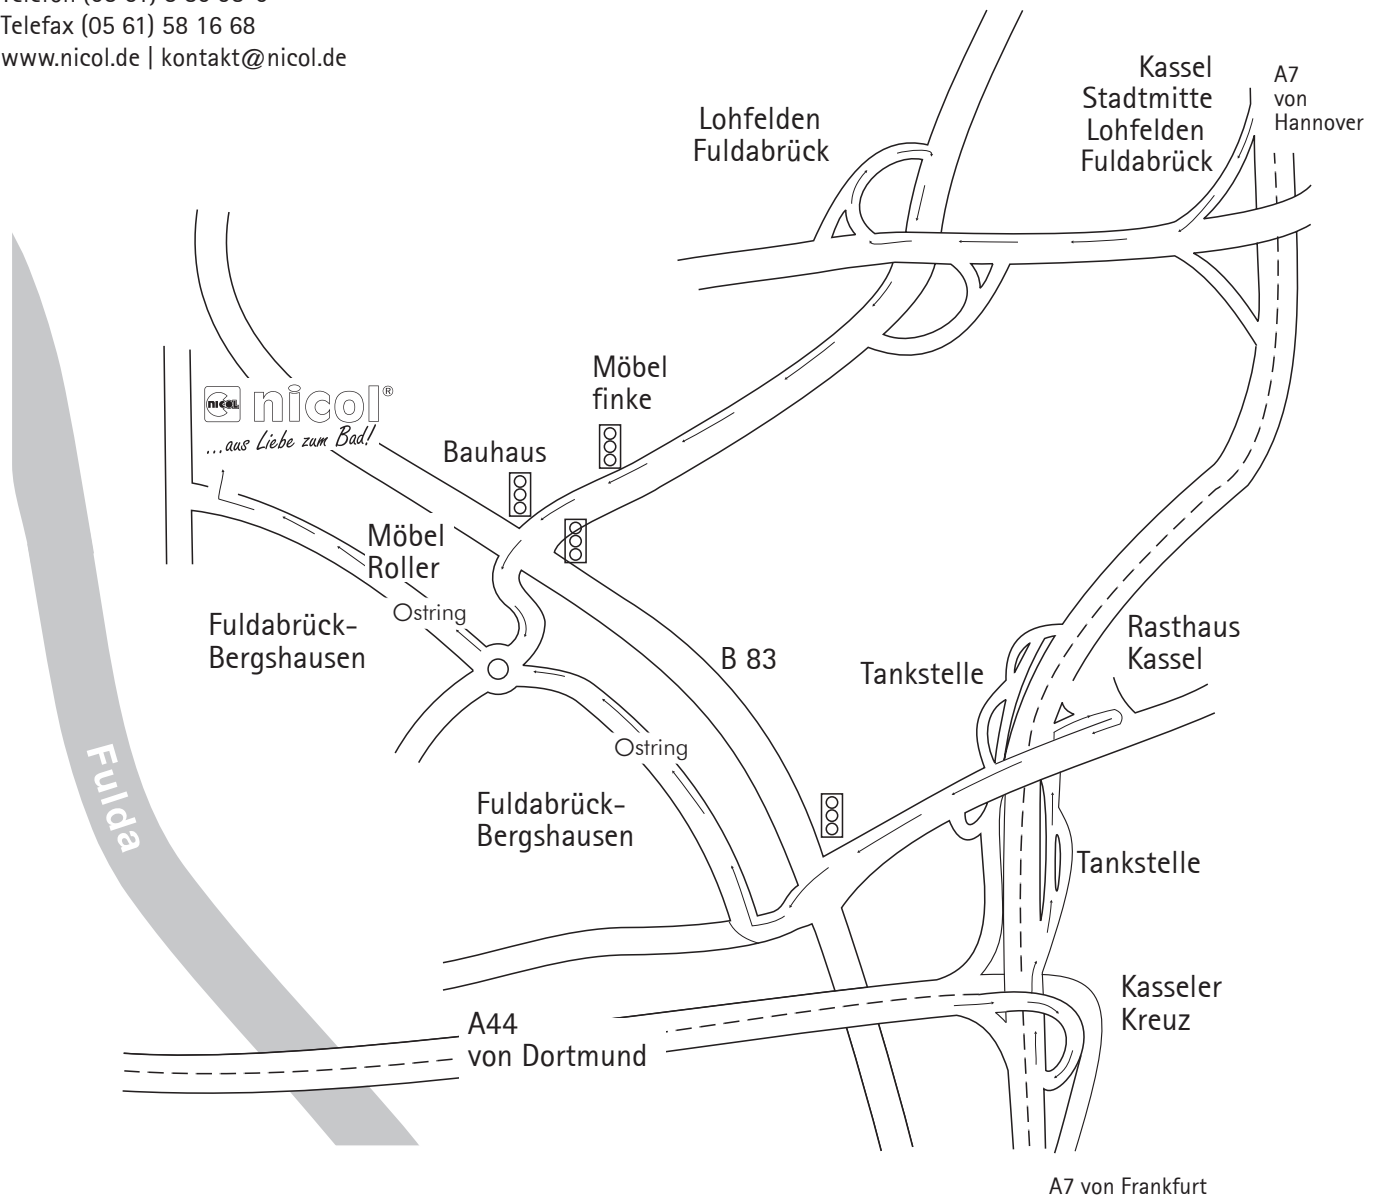 Telefax (05 61) 58 16 68
www.nicol.de | kontakt@nicol.de
Kassel
Stadtmitte
Lohfelden
Fuldabrück
A7
von
Hannover
Lohfelden
Fuldabrück
Möbel
finke
NICOL nicol®
...aus Liebe zum Bad!
Bauhaus
Möbel
Roller
Ostring
Fuldabrück-
Bergshausen
B 83
Rasthaus
Kassel
Tankstelle
Ostring
Fulda
Fuldabrück-
Bergshausen
Tankstelle
Kasseler
Kreuz
A44
von Dortmund
A7 von Frankfurt